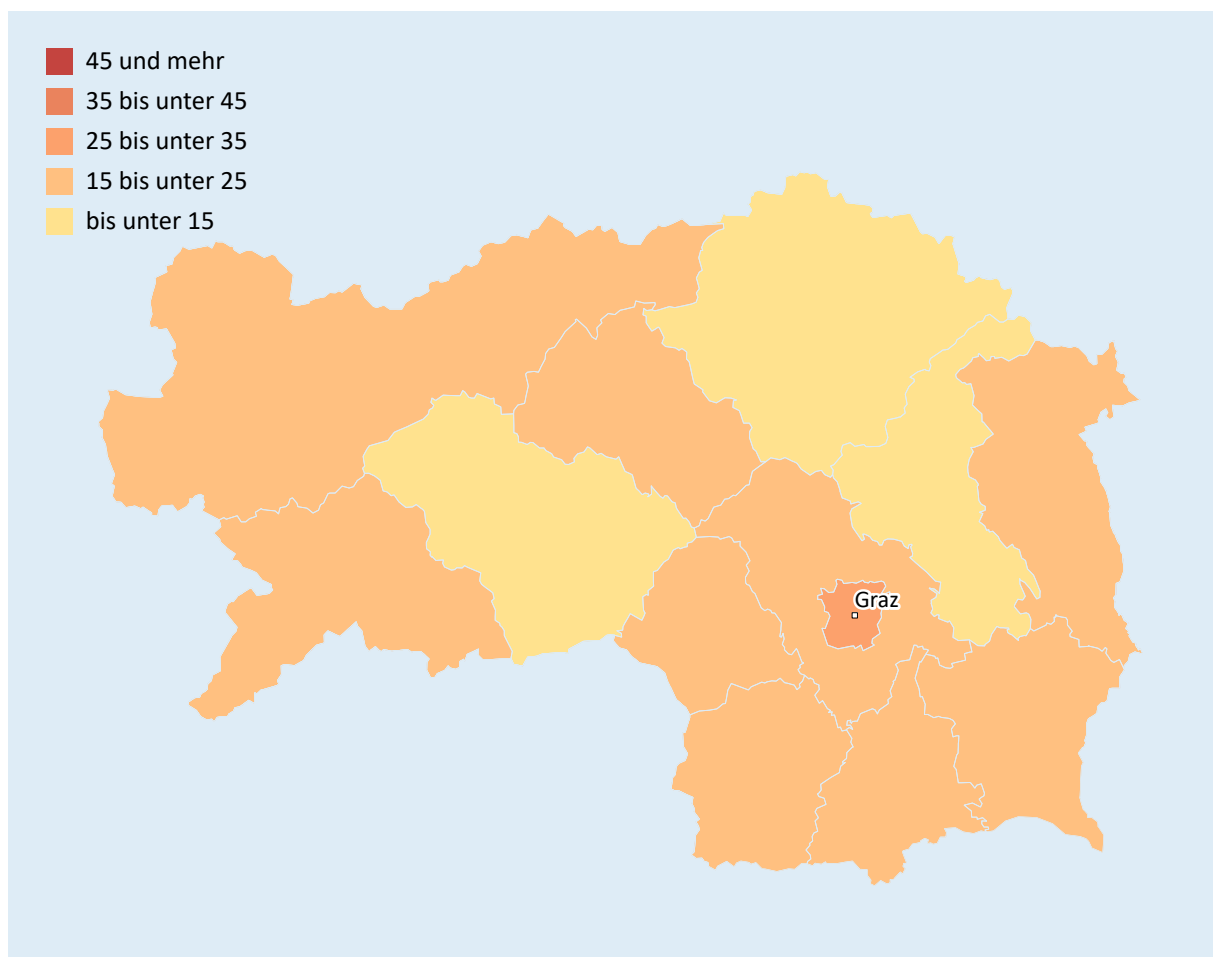 45 und mehr
35 bis unter 45
25 bis unter 35
15 bis unter 25
bis unter 15
Graz